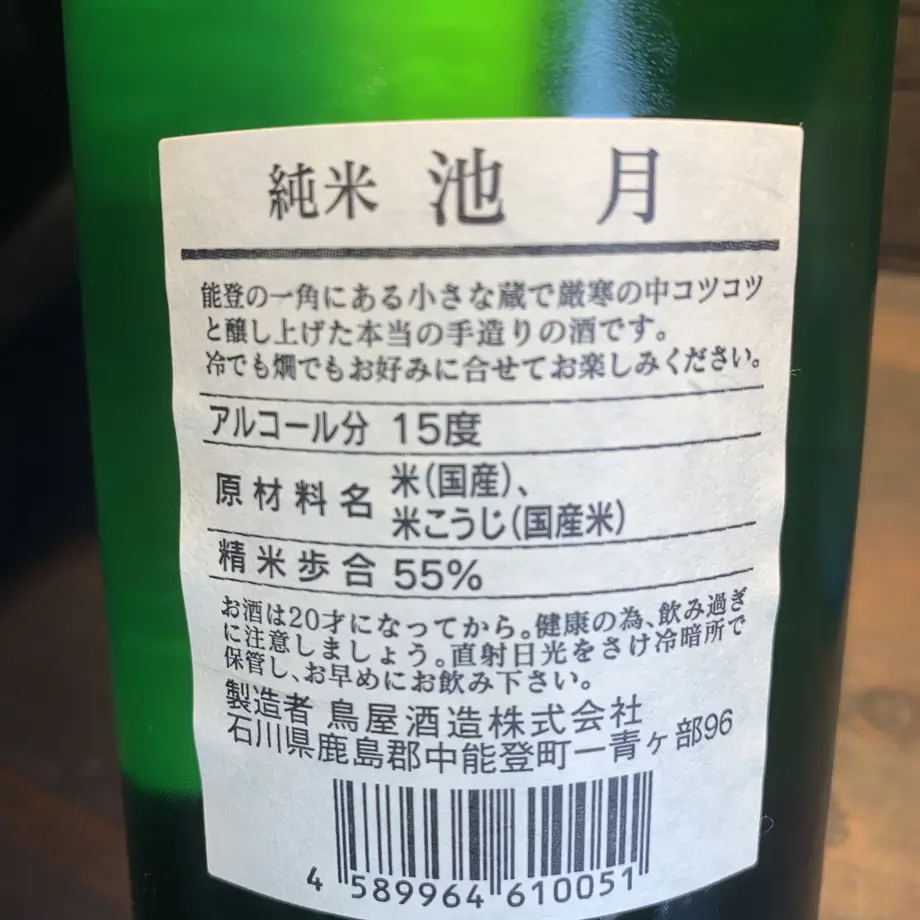 純米 池月
能登の一角にある小さな蔵で厳寒の中コツコツ
と醸し上げた本当の手造りの酒です。
冷でも燗でもお好みに合せてお楽しみください。
アルコール分 15度
原材料名 米(国産)、
米こうじ(国産米)
精米歩合 55%
お酒は20才になってから。健康の為、飲み過ぎ
に注意しましょう。直射日光をさけ冷暗所で
保管し、お早めにお飲み下さい。
製造者 鳥屋酒造株式会社
石川県鹿島郡中能登町一青ヶ部96
4 589964 610051